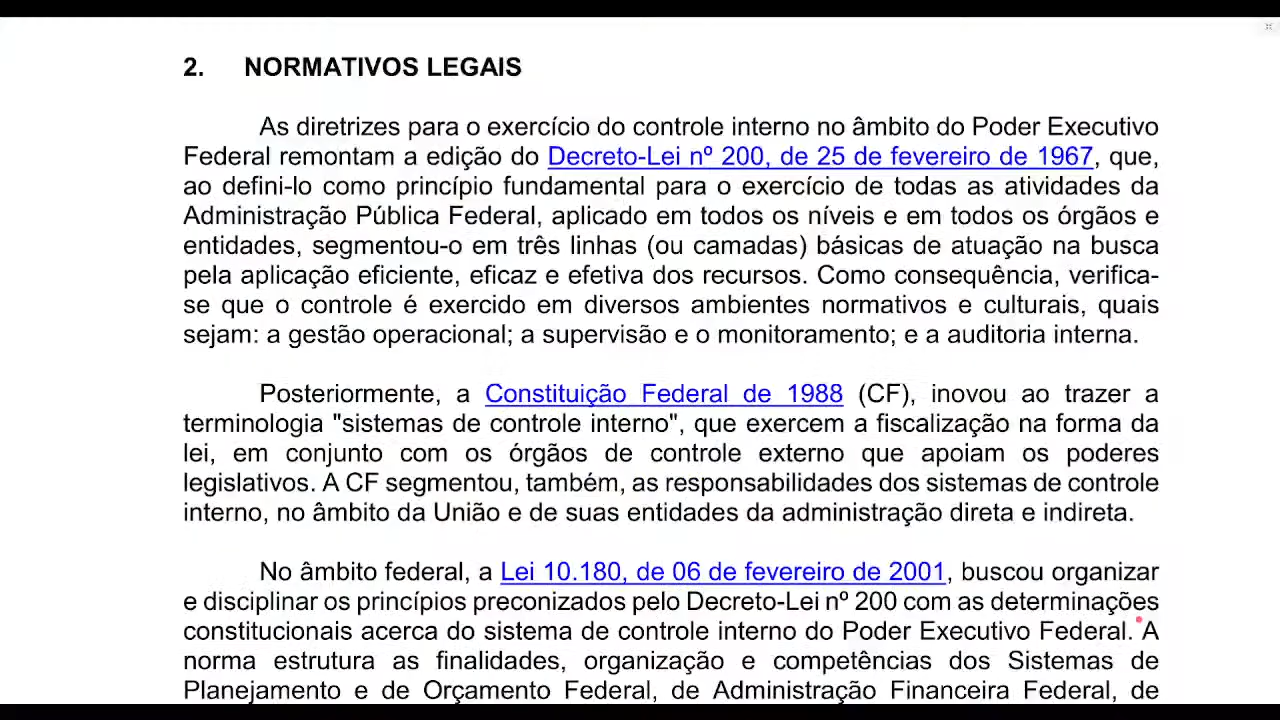 2. NORMATIVOS LEGAIS
As diretrizes para o exercício do controle interno no âmbito do Poder Executivo
Federal remontam a edição do Decreto-Lei nº 200, de 25 de fevereiro de 1967, que,
ao defini-lo como princípio fundamental para o exercício de todas as atividades da
Administração Pública Federal, aplicado em todos os níveis e em todos os órgãos e
entidades, segmentou-o em três linhas (ou camadas) básicas de atuação na busca
pela aplicação eficiente, eficaz e efetiva dos recursos. Como consequência, verifica-
se que o controle é exercido em diversos ambientes normativos e culturais, quais
sejam: a gestão operacional; a supervisão e o monitoramento; e a auditoria interna.
Posteriormente, a Constituição Federal de 1988 (CF), inovou ao trazer a
terminologia "sistemas de controle interno", que exercem a fiscalização na forma da
lei, em conjunto com os órgãos de controle externo que apoiam os poderes
legislativos. A CF segmentou, também, as responsabilidades dos sistemas de controle
interno, no âmbito da União e de suas entidades da administração direta e indireta.
No âmbito federal, a Lei 10.180, de 06 de fevereiro de 2001, buscou organizar
e disciplinar os princípios preconizados pelo Decreto-Lei nº 200 com as determinações
constitucionais acerca do sistema de controle interno do Poder Executivo Federal. A
norma estrutura as finalidades, organização e competências dos Sistemas de
Planejamento e de Orçamento Federal, de Administração Financeira Federal, de